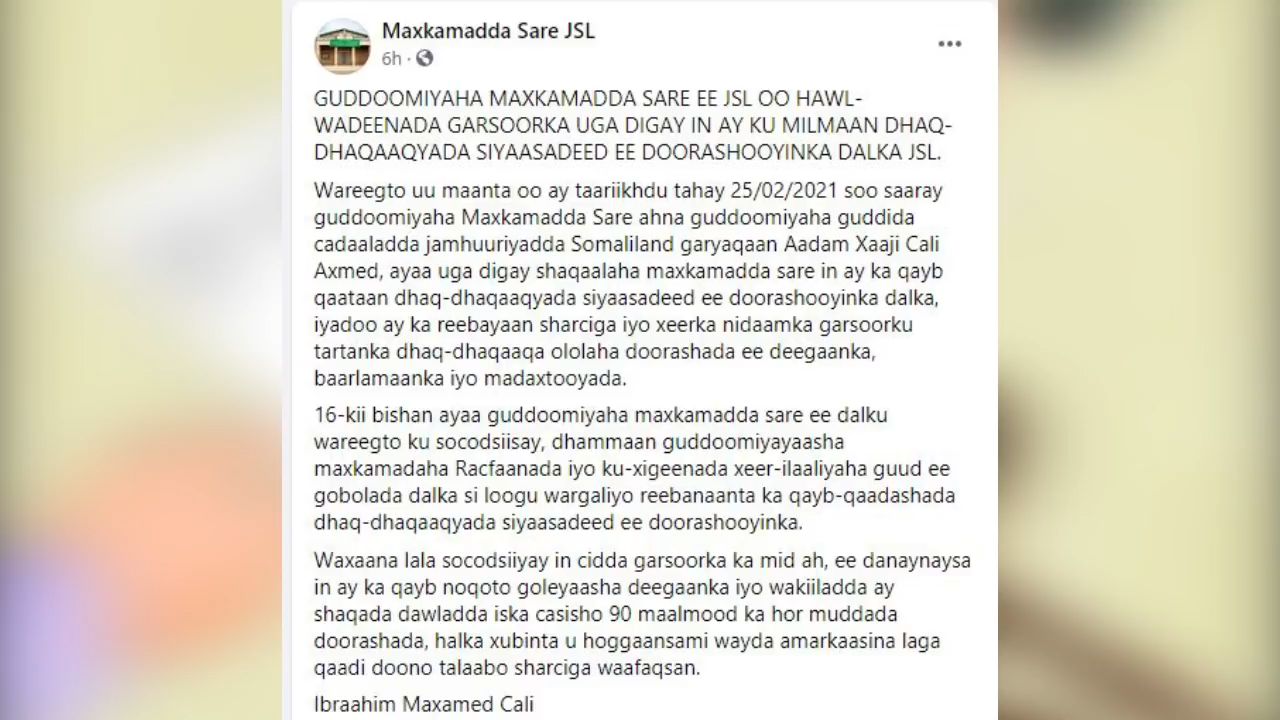 Maxkamadda Sare JSL
6h ·
GUDDOOMIYAHA MAXKAMADDA SARE EE JSL OO HAWL-
WADEENADA GARSOORKA UGA DIGAY IN AY KU MILMAAN DHAQ-
DHAQAAQYADA SIYAASADEED EE DOORASHOOYINKA DALKA JSL.
Wareegto uu maanta oo ay taariikhdu tahay 25/02/2021 soo saaray
guddoomiyaha Maxkamadda Sare ahna guddoomiyaha guddida
cadaaladda jamhuuriyadda Somaliland garyaqaan Aadam Xaaji Cali
Axmed, ayaa uga digay shaqaalaha maxkamadda sare in ay ka qayb
qaataan dhaq-dhaqaaqyada siyaasadeed ee doorashooyinka dalka,
iyadoo ay ka reebayaan sharciga iyo xeerka nidaamka garsoorku
tartanka dhaq-dhaqaaqa ololaha doorashada ee deegaanka,
baarlamaanka iyo madaxtooyada.
16-kii bishan ayaa guddoomiyaha maxkamadda sare ee dalku
wareegto ku socodsiisay, dhammaan guddoomiyayaasha
maxkamadaha Racfaanada iyo ku-xigeenada xeer-ilaaliyaha guud ee
gobolada dalka si loogu wargaliyo reebanaanta ka qayb-qaadashada
dhaq-dhaqaaqyada siyaasadeed ee doorashooyinka.
Waxaana lala socodsiiyay in cidda garsoorka ka mid ah, ee danaynaysa
in ay ka qayb noqoto goleyaasha deegaanka iyo wakiiladda ay
shaqada dawladda iska casisho 90 maalmood ka hor muddada
doorashada, halka xubinta u hoggaansami wayda amarkaasina laga
qaadi doono talaabo sharciga waafaqsan.
Ibraahim Maxamed Cali